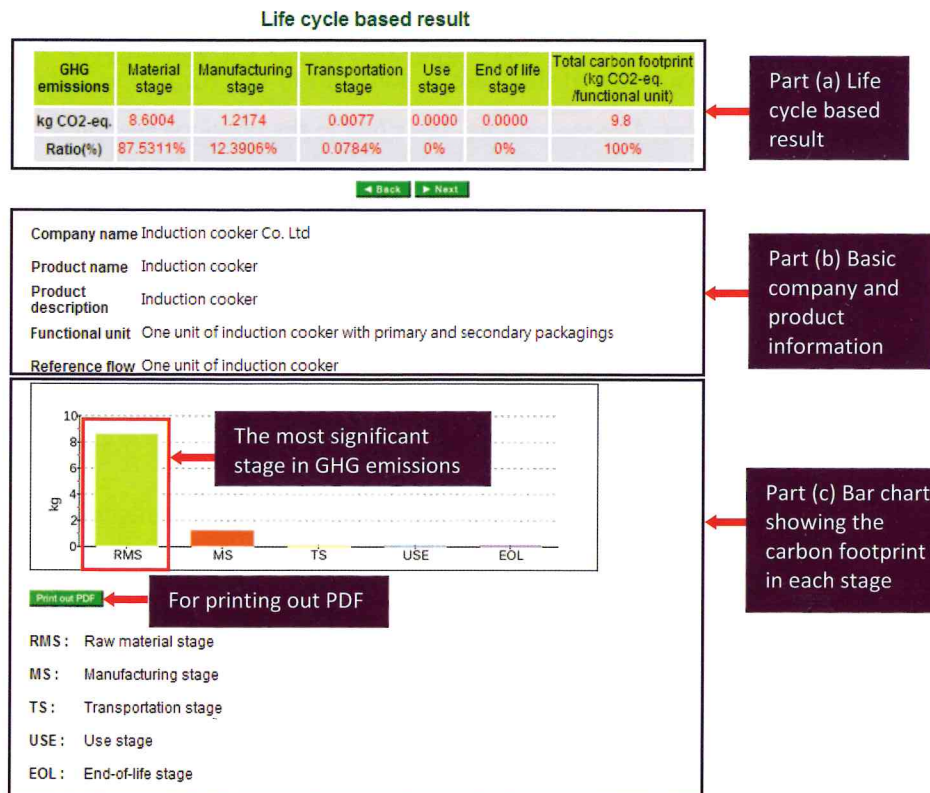 Life cycle based result
GHG emissions Material stage Manufacturing stage Transportation stage Use stage End of life stage Total carbon footprint (kg CO2-eq. /functional unit)
kg CO2-eq. 8.6004 1.2174 0.0077 0.0000 0.0000 9.8
Ratio(%) 87.5311% 12.3906% 0.0784% 0% 0% 100%
Part (a) Life
cycle based
result
◄ Back ► Next
Company name Induction cooker Co. Ltd
Product name Induction cooker
Product
description Induction cooker
Functional unit One unit of induction cooker with primary and secondary packagings
Reference flow One unit of induction cooker
Part (b) Basic
company and
product
information
10
8
6
4
2
0
kg
RMS MS TS USE EOL
The most significant
stage in GHG emissions
Part (c) Bar chart
showing the
carbon footprint
in each stage
Print out PDF
For printing out PDF
RMS : Raw material stage
MS : Manufacturing stage
TS : Transportation stage
USE : Use stage
EOL : End-of-life stage